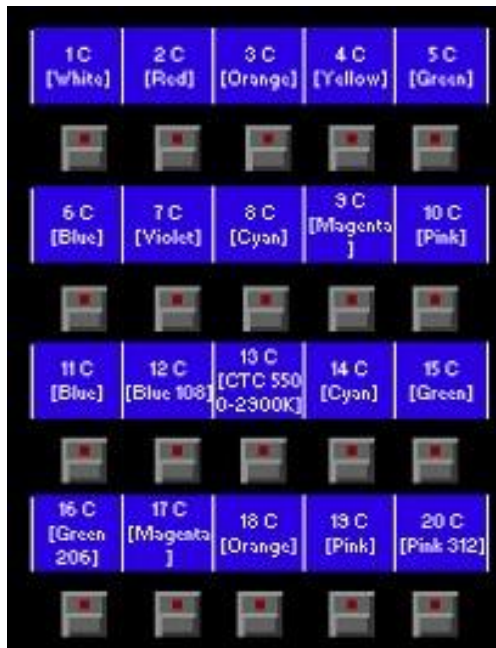 1 C
[White]
2 C
[Red]
3 C
[Orange]
4 C
[Yellow]
5 C
[Green]
6 C
[Blue]
7 C
[Violet]
8 C
[Cyan]
9 C
[Magenta
]
10 C
[Pink]
11 C
[Blue]
12 C
[Blue 108]
13 C
[CTC 550
0-2900K]
14 C
[Cyan]
15 C
[Green]
16 C
[Green
206]
17 C
[Magenta
]
18 C
[Orange]
19 C
[Pink]
20 C
[Pink 312]